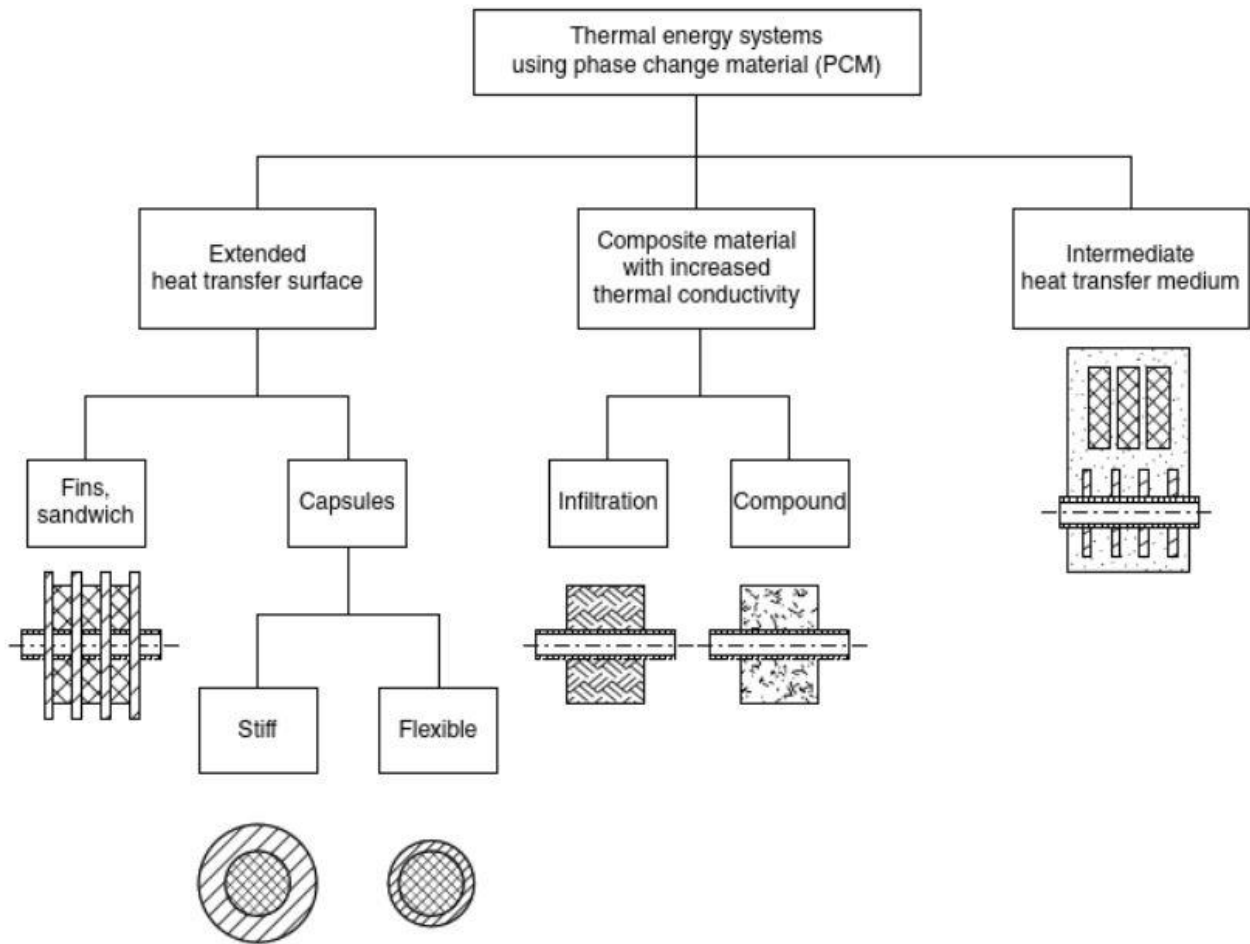 Thermal energy systems
using phase change material (PCM)
Extended
heat transfer surface
Composite material
with increased
thermal conductivity
Intermediate
heat transfer medium
Fins,
sandwich
Capsules
Infiltration
Compound
Stiff
Flexible